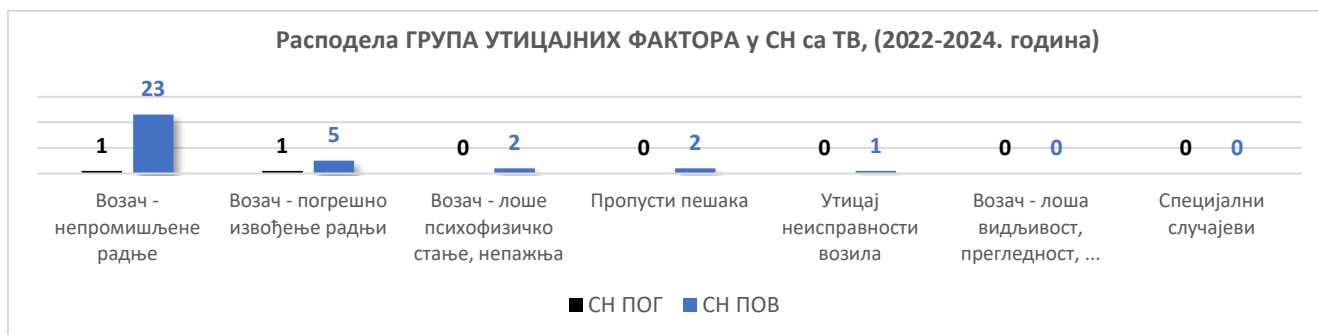 Расподела ГРУПА УТИЦАЈНИХ ФАКТОРА у СН са ТВ, (2022-2024. година)
1 23 1 5 0 2 0 2 0 1 0 0 0 0
Возач -
непромишљене
радње
Возач - погрешно
извођење радњи
Возач - лоше
психофизичко
стање, непажња
Пропусти пешака
Утицај
неисправности
возила
Возач - лоша
видљивост,
прегледност, ...
Специјални
случајеви
СН ПОГ СН ПОВ